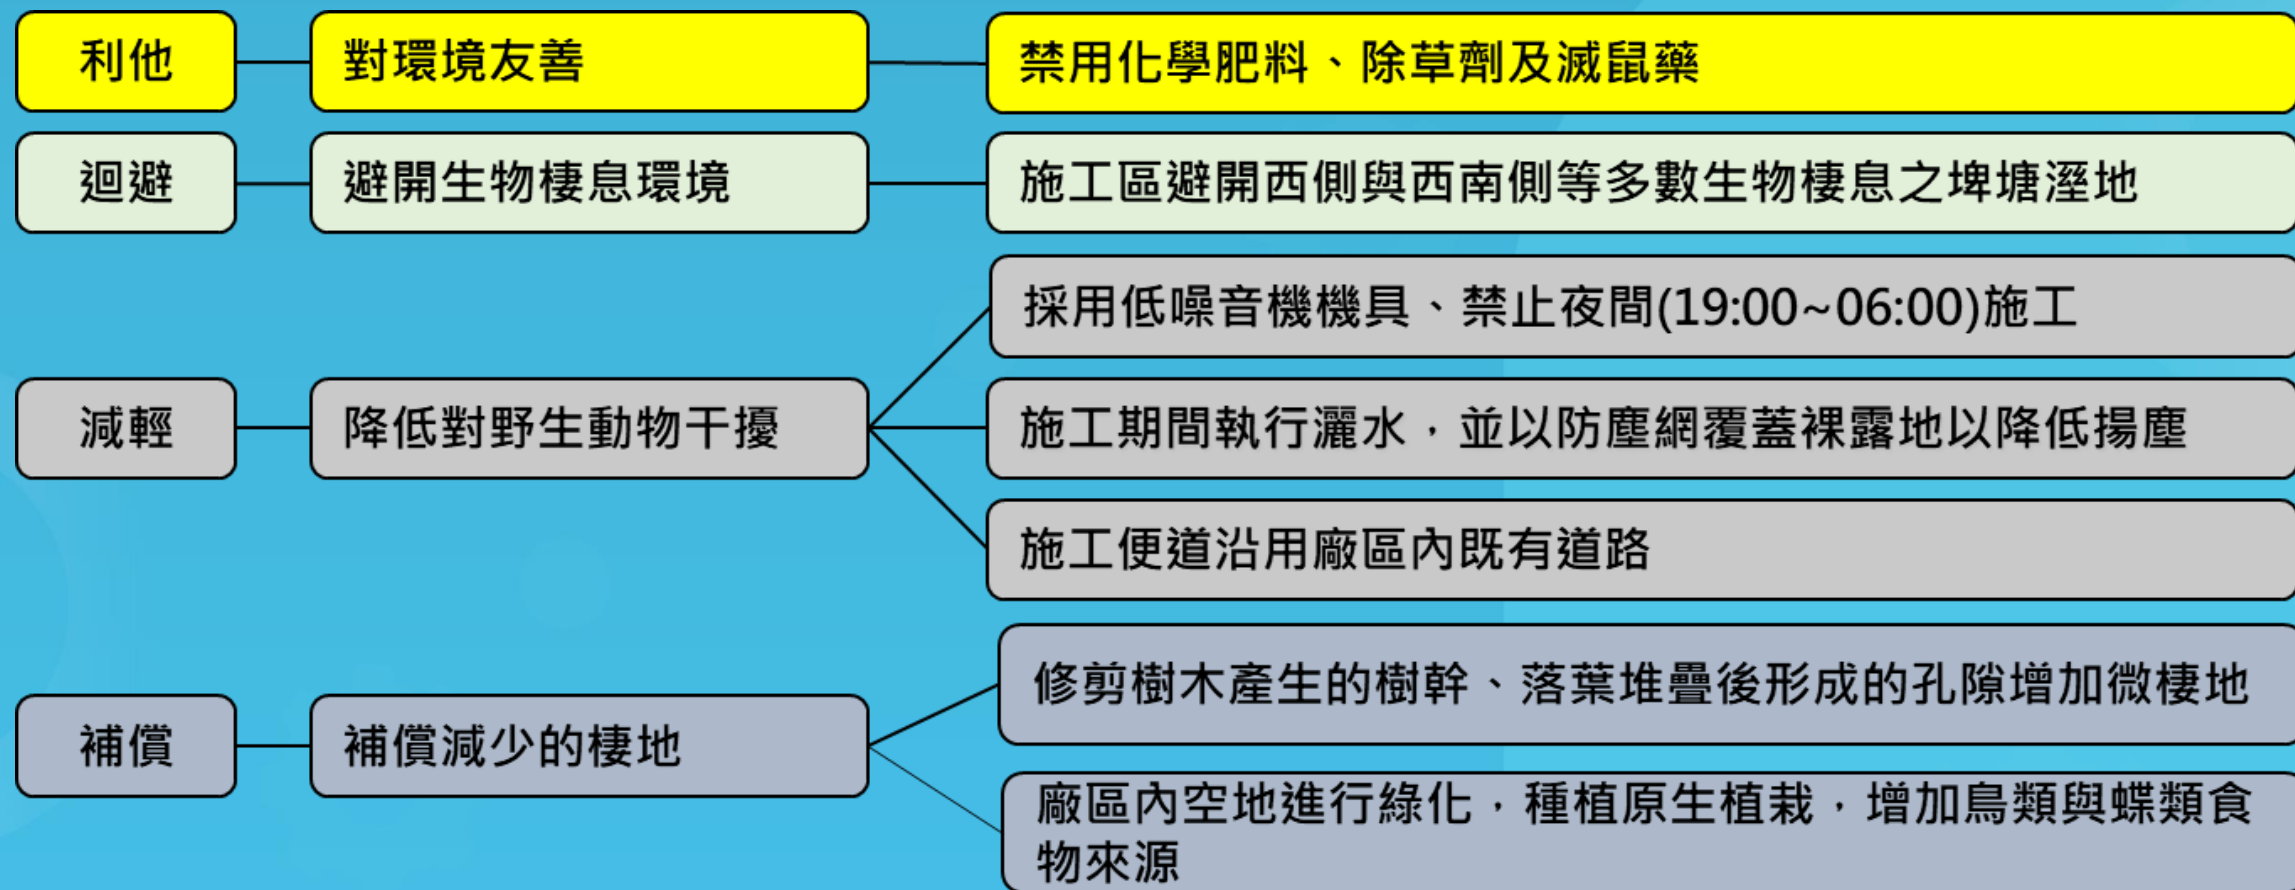 利他
對環境友善
禁用化學肥料、除草劑及滅鼠藥
迴避
避開生物棲息環境
施工區避開西側與西南側等多數生物棲息之埤塘溼地
減輕
降低對野生動物干擾
採用低噪音機機具、禁止夜間(19:00~06:00)施工
施工期間執行灑水，並以防塵網覆蓋裸露地以降低揚塵
施工便道沿用廠區內既有道路
補償
補償減少的棲地
修剪樹木產生的樹幹、落葉堆疊後形成的孔隙增加微棲地
廠區內空地進行綠化，種植原生植栽，增加鳥類與蝶類食
物來源